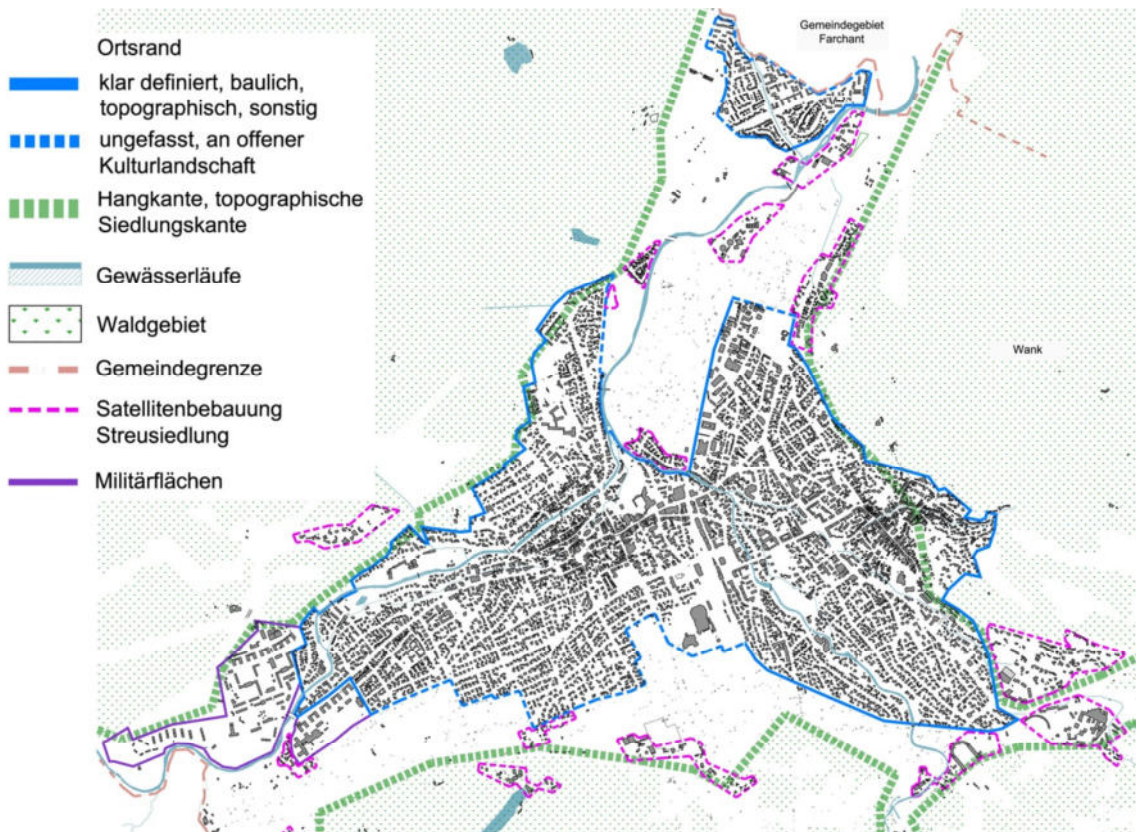 Ortsrand
klar definiert, baulich,
topographisch, sonstig
ungefasst, an offener
Kulturlandschaft
Hangkante, topographische
Siedlungskante
Gewässerläufe
Waldgebiet
Gemeindegrenze
Satellitenbebauung
Streusiedlung
Militärflächen
Gemeindegebiet
Farchant
Wank